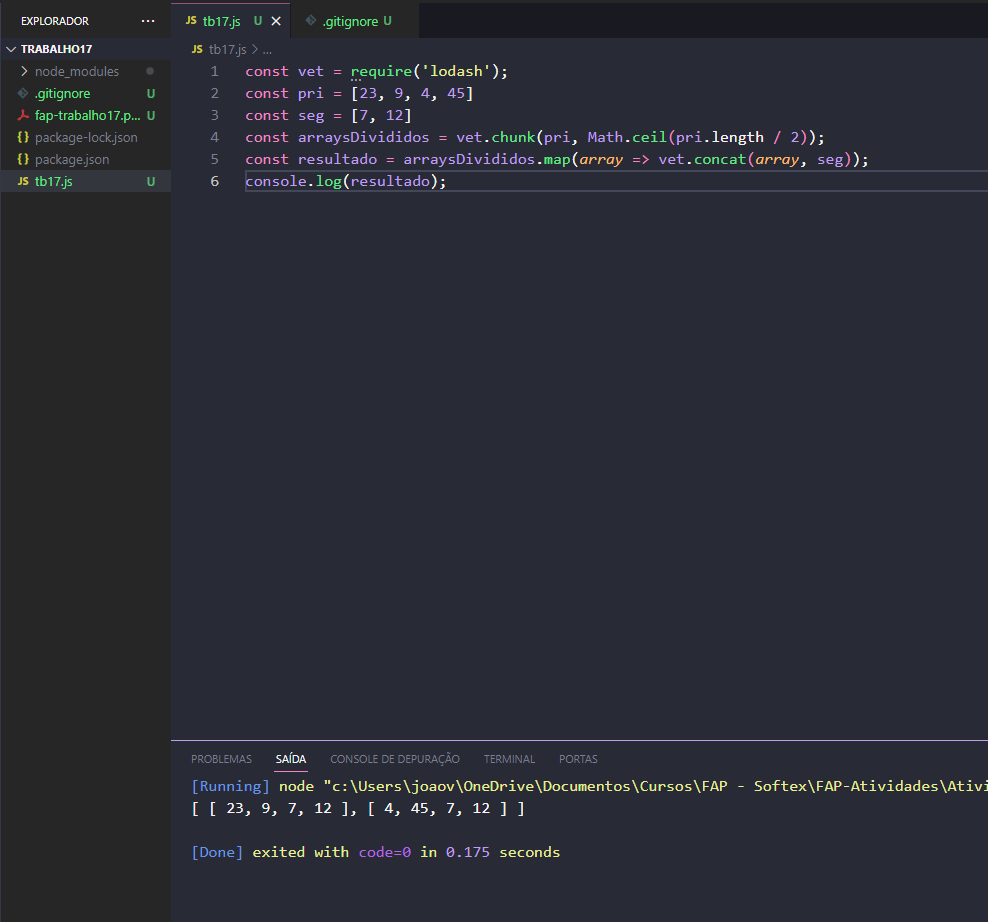 EXPLORADOR ...
JS tb17.js U × .gitignore U
TRABALHO17
JS tb17.js > ...
node_modules
.gitignore U
fap-trabalho17.p... U
{} package-lock.json
{} package.json
JS tb17.js U
1 const vet = require('lodash');
2 const pri = [23, 9, 4, 45]
3 const seg = [7, 12]
4 const arraysDivididos = vet.chunk(pri, Math.ceil(pri.length / 2));
5 const resultado = arraysDivididos.map(array => vet.concat(array, seg));
6 console.log(resultado);
PROBLEMAS SAÍDA CONSOLE DE DEPURAÇÃO TERMINAL PORTAS
[Running] node "c:\Users\joaov\OneDrive\Documentos\Cursos\FAP - Softex\FAP-Atividades\Ativi
[ [ 23, 9, 7, 12 ], [ 4, 45, 7, 12 ] ]
[Done] exited with code=0 in 0.175 seconds